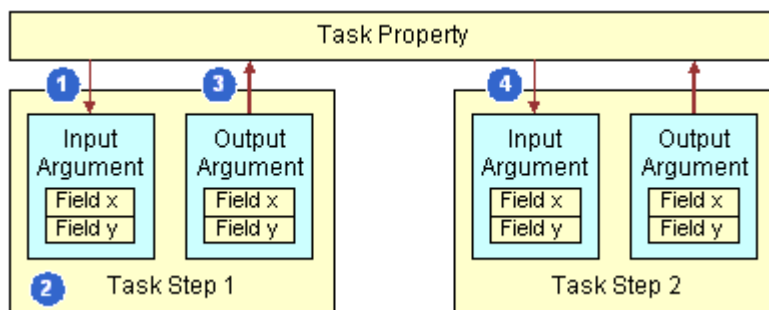 Task Property
1
3
4
Input
Argument
Field x
Field y
Output
Argument
Field x
Field y
2
Task Step 1
Input
Argument
Field x
Field y
Output
Argument
Field x
Field y
Task Step 2